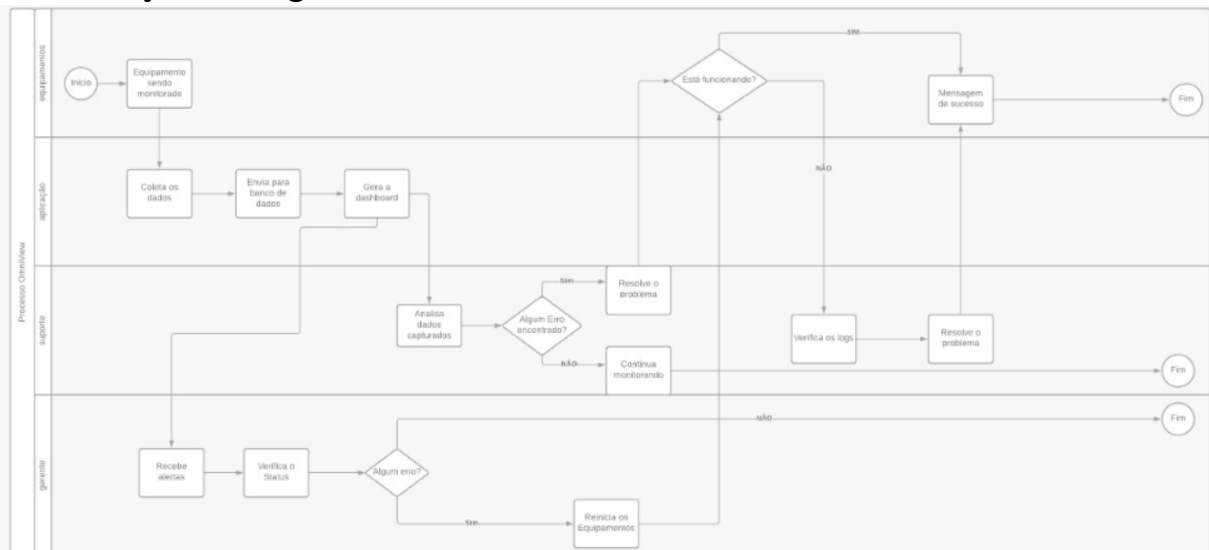 Processo OmniView
equipamentos
Início
Equipamento
sendo
monitorado
Está funcionando?
SIM
NÃO
Mensagem
de sucesso
Fim
aplicação
Coleta os
dados
Envia para
banco de
dados
Gera a
dashboard
suporte
Analisa
dados
capturados
Algum Erro
encontrado?
Sim
Resolve o
problema
NÃO
Continua
monitorando
Verifica os logs
Resolve o
problema
Fim
gerente
Recebe
alertas
Verifica o
Status
Algum erro?
NÃO
Fim
Sim
Reinicia os
Equipamentos